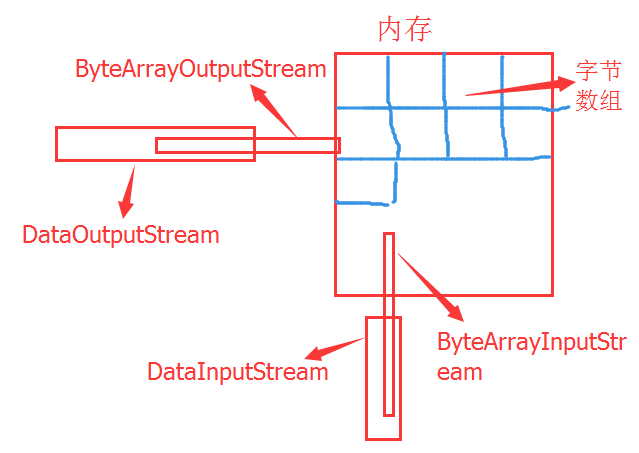 内存
ByteArrayOutputStream
字节
数组
DataOutputStream
ByteArrayInputStr
eam
DataInputStream